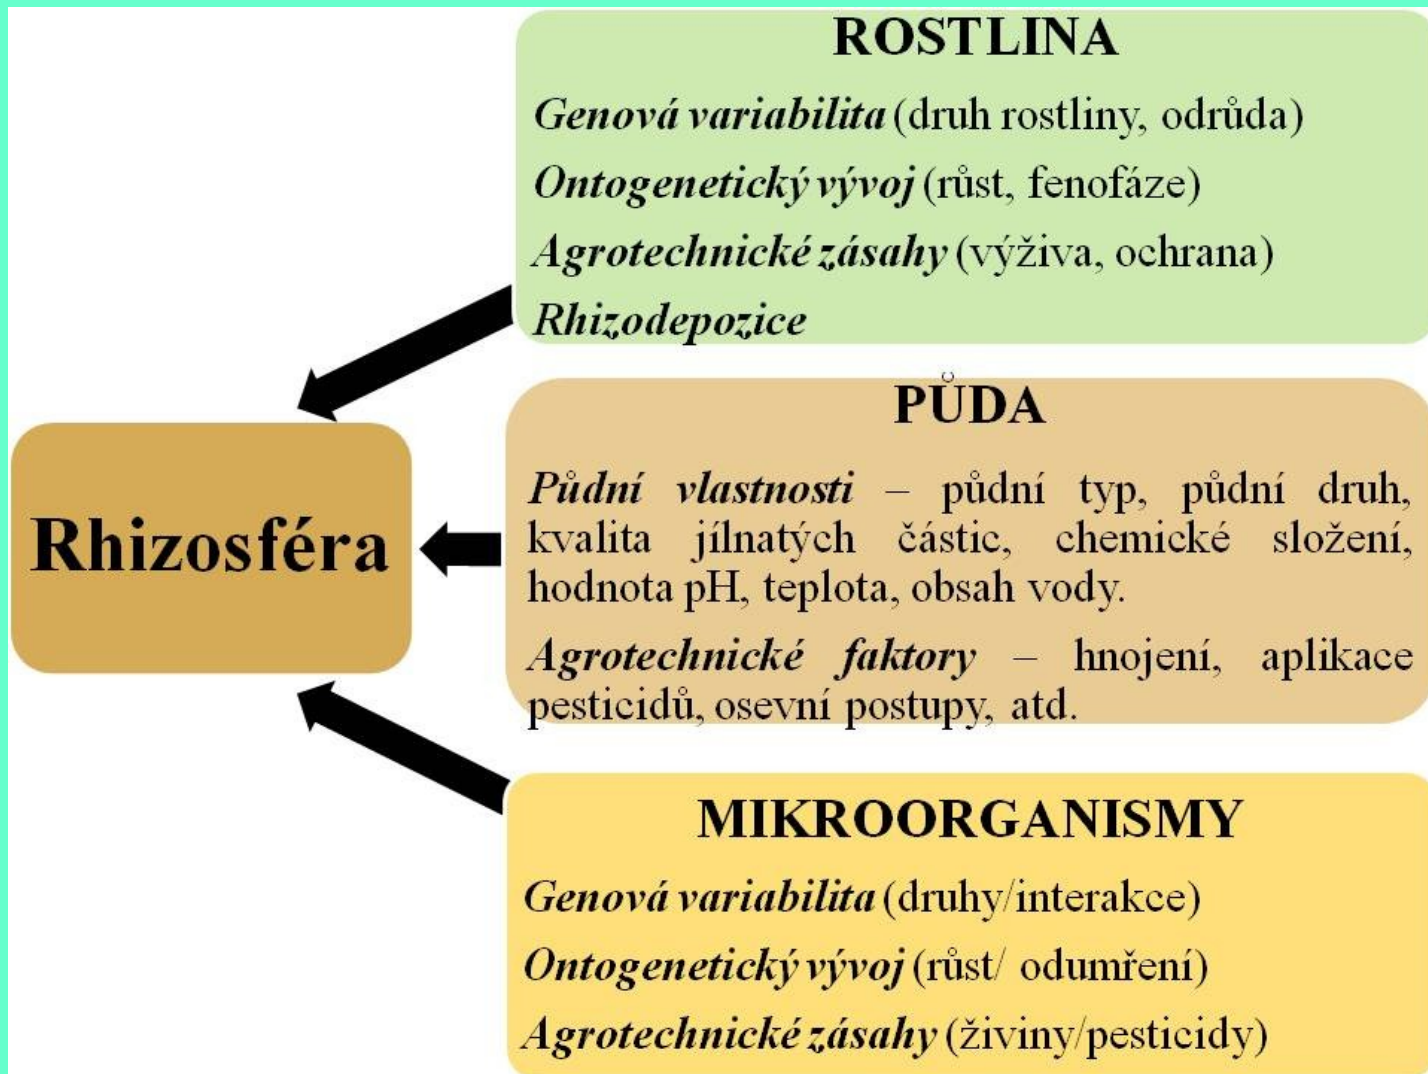 ROSTLINA
Genová variabilita (druh rostliny, odrůda)
Ontogenetický vývoj (růst, fenofáze)
Agrotechnické zásahy (výživa, ochrana)
Rhizodepozice
Rhizosféra
PŮDA
Půdní vlastnosti – půdní typ, půdní druh,
kvalita jílnatých částic, chemické složení,
hodnota pH, teplota, obsah vody.
Agrotechnické faktory – hnojení, aplikace
pesticidů, osevní postupy, atd.
MIKROORGANISMY
Genová variabilita (druhy/interakce)
Ontogenetický vývoj (růst/ odumření)
Agrotechnické zásahy (živiny/pesticidy)